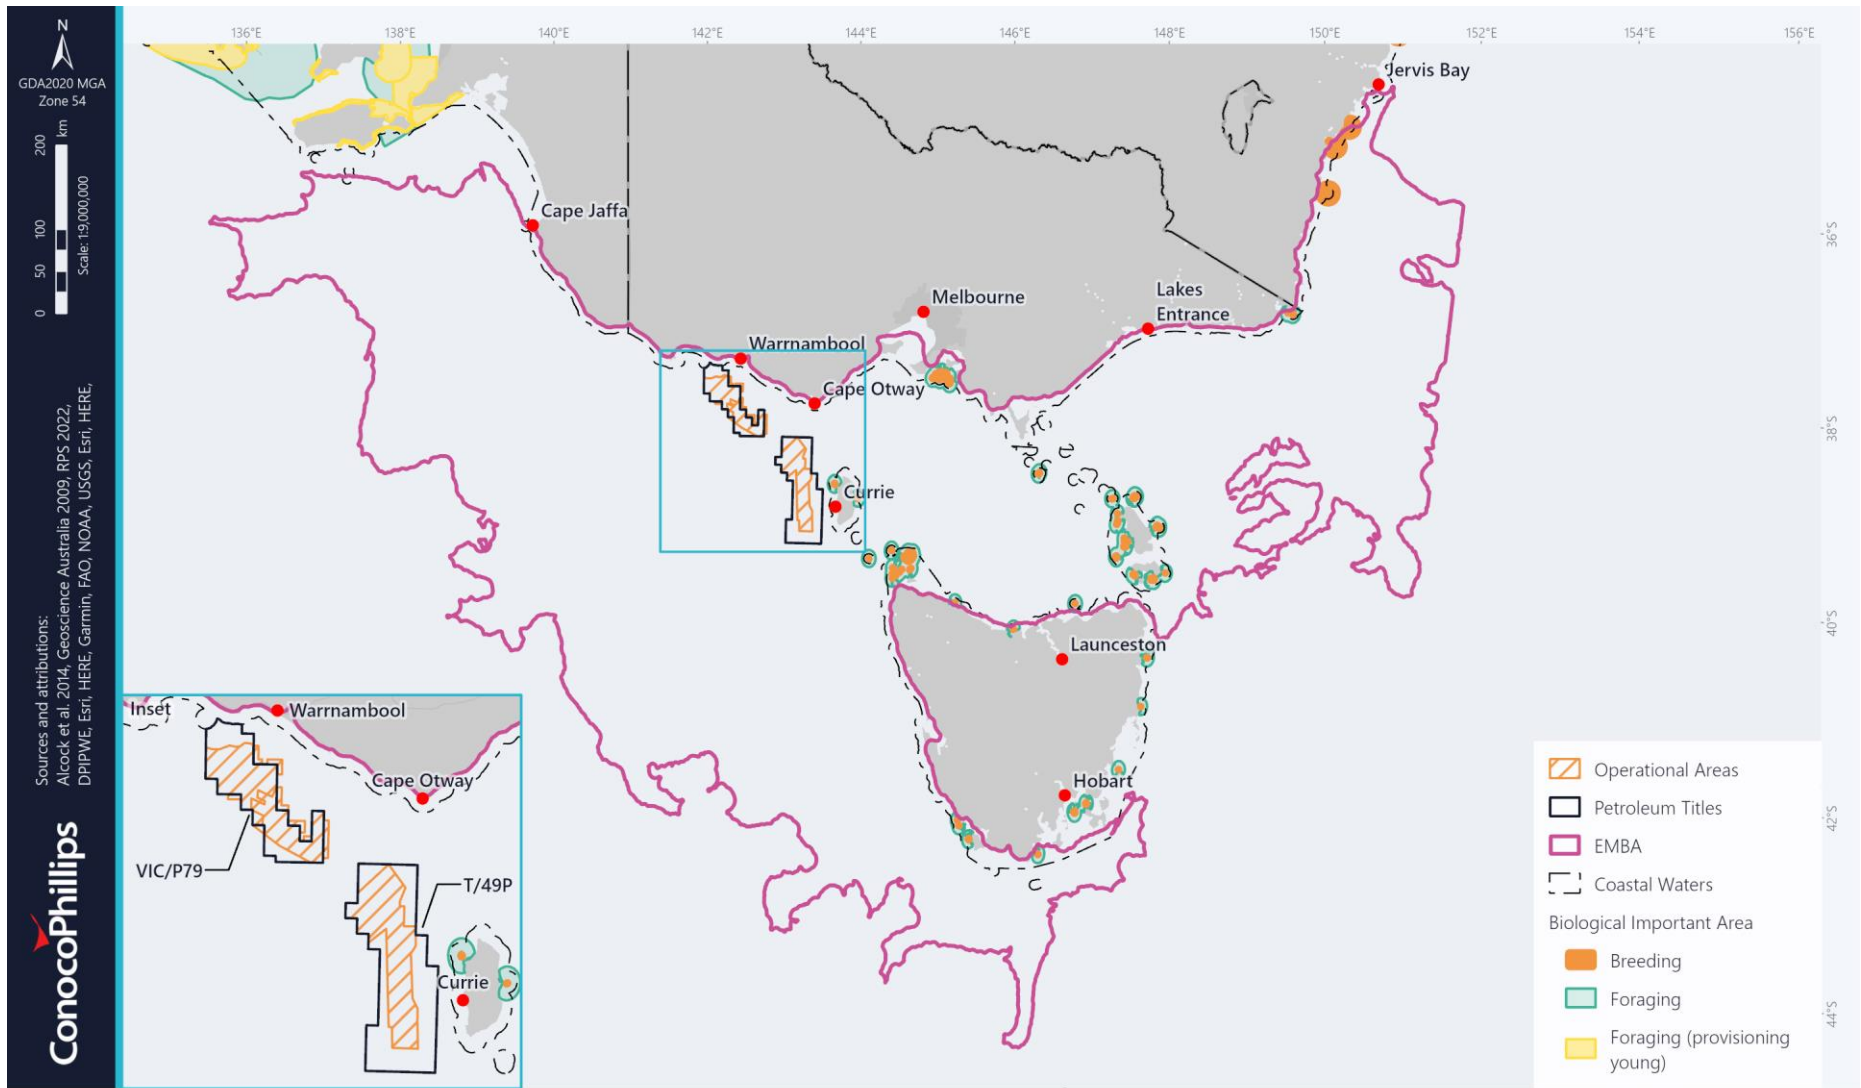 N
GDA2020 MGA
Zone 54
0 50 100 200
km
Scale: 1:9,000,000
Sources and attributions:
Alcock et al. 2014, Geoscience Australia 2009, RPS 2022,
DPIPWE, Esri, HERE, Garmin, FAO, NOAA, USGS, Esri, HERE,
ConocoPhillips
136°E 138°E 140°E 142°E 144°E 146°E 148°E 150°E 152°E 154°E 156°E
36°S
38°S
40°S
42°S
44°S
Jervis Bay
Cape Jaffa
Melbourne
Lakes
Entrance
Warrnambool
Cape Otway
Currie
Launceston
Hobart
Inset
Warrnambool
Cape Otway
VIC/P79
T/49P
Currie
Operational Areas
Petroleum Titles
EMBA
Coastal Waters
Biological Important Area
Breeding
Foraging
Foraging (provisioning
young)